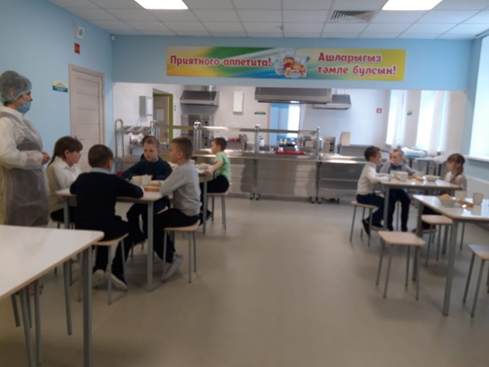 Приятного аппетита!
Ашларыгыз
тәмле булсын!